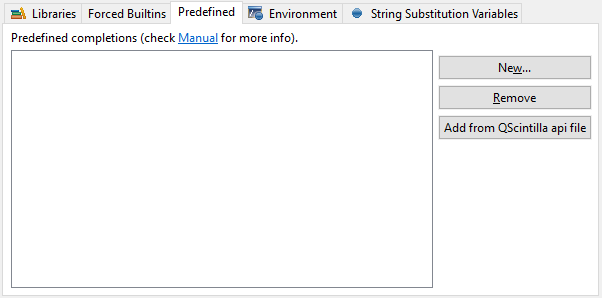 Libraries Forced Builtins Predefined Environment String Substitution Variables
Predefined completions (check Manual for more info).
New...
Remove
Add from QScintilla api file